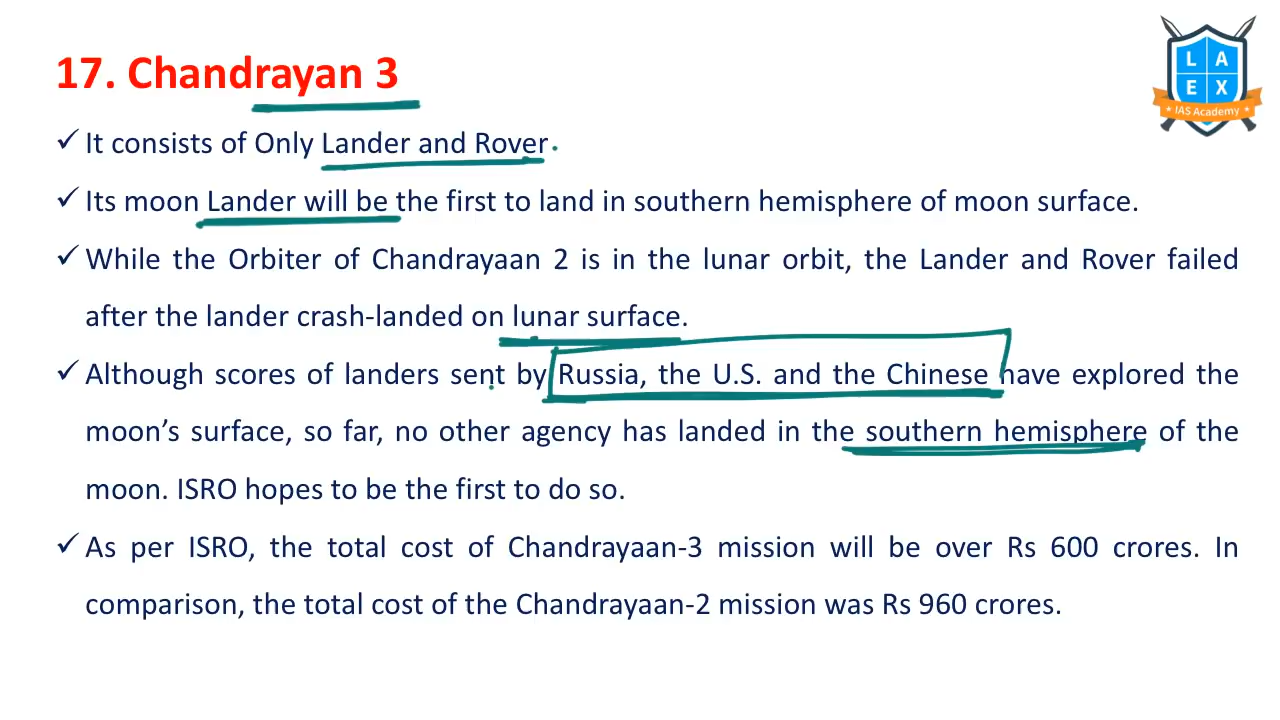 17. Chandrayan 3
L A
E X
IAS Academy
✓ It consists of Only Lander and Rover
✓ Its moon Lander will be the first to land in southern hemisphere of moon surface.
✓ While the Orbiter of Chandrayaan 2 is in the lunar orbit, the Lander and Rover failed
after the lander crash-landed on lunar surface.
✓ Although scores of landers sent by Russia, the U.S. and the Chinese have explored the
moon’s surface, so far, no other agency has landed in the southern hemisphere of the
moon. ISRO hopes to be the first to do so.
✓ As per ISRO, the total cost of Chandrayaan-3 mission will be over Rs 600 crores. In
comparison, the total cost of the Chandrayaan-2 mission was Rs 960 crores.